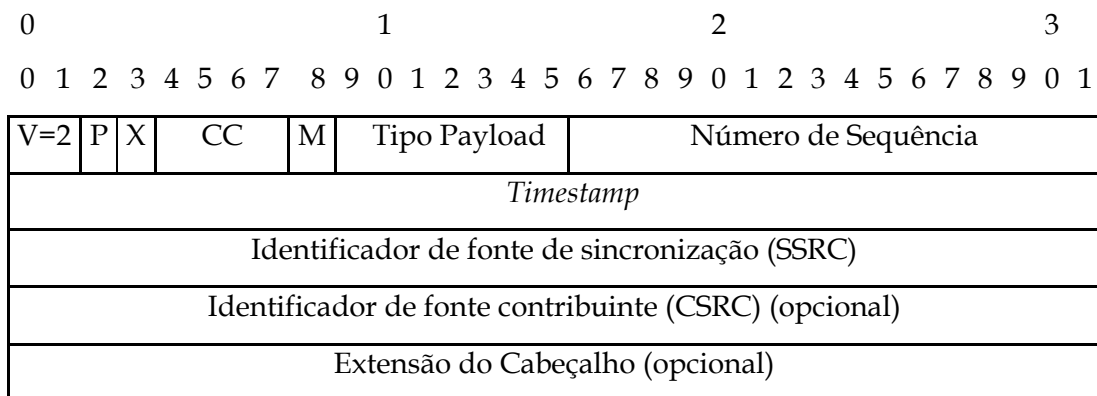 0 1 2 3
0 1 2 3 4 5 6 7 8 9 0 1 2 3 4 5 6 7 8 9 0 1 2 3 4 5 6 7 8 9 0 1
V=2 P X CC M Tipo Payload Número de Sequência
Timestamp
Identificador de fonte de sincronização (SSRC)
Identificador de fonte contribuinte (CSRC) (opcional)
Extensão do Cabeçalho (opcional)